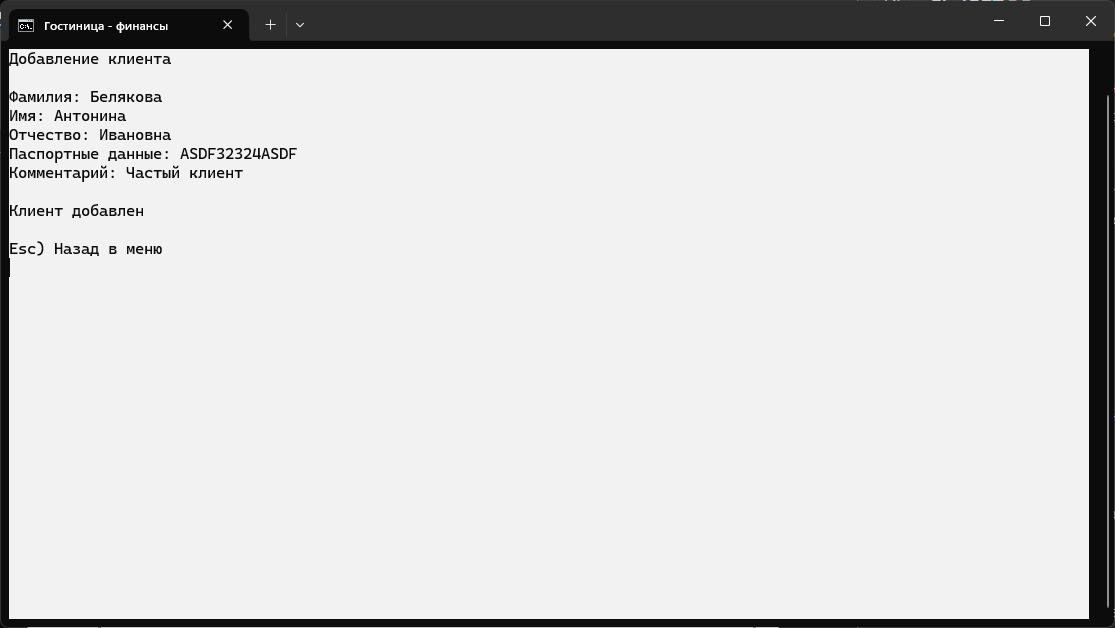 Гостиница - финансы
Добавление клиента
Фамилия: Белякова
Имя: Антонина
Отчество: Ивановна
Паспортные данные: ASDF32324ASDF
Комментарий: Частый клиент
Клиент добавлен
Esc) Назад в меню